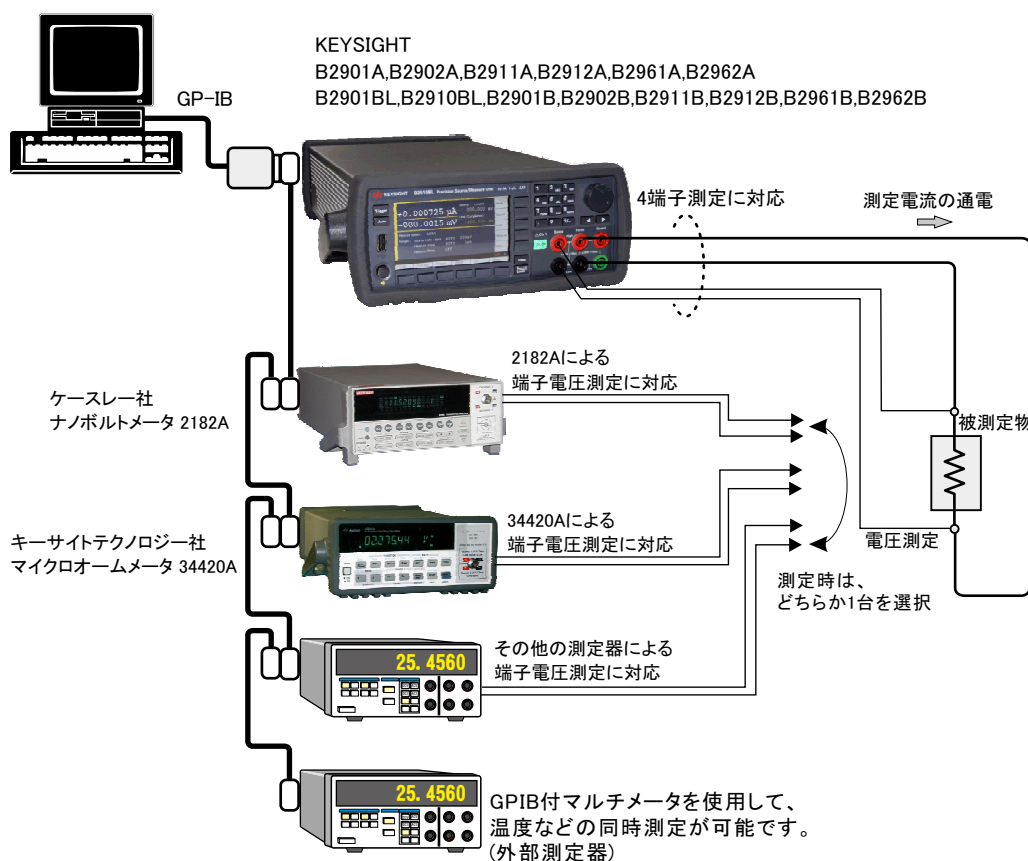 KEYSIGHT
B2901A,B2902A,B2911A,B2912A,B2961A,B2962A
B2901BL,B2910BL,B2901B,B2902B,B2911B,B2912B,B2961B,B2962B
GP-IB
KEYSIGHT
+0.000725 µA
-000.0015 mV
4端子測定に対応
測定電流の通電
2182Aによる
端子電圧測定に対応
ケースレー社
ナノボルトメータ 2182A
被測定物
34420Aによる
端子電圧測定に対応
キーサイトテクノロジー社
マイクロオームメータ 34420A
電圧測定
測定時は、
どちらか1台を選択
その他の測定器による
端子電圧測定に対応
25.4560
25.4560
GPIB付マルチメータを使用して、
温度などの同時測定が可能です。
(外部測定器)